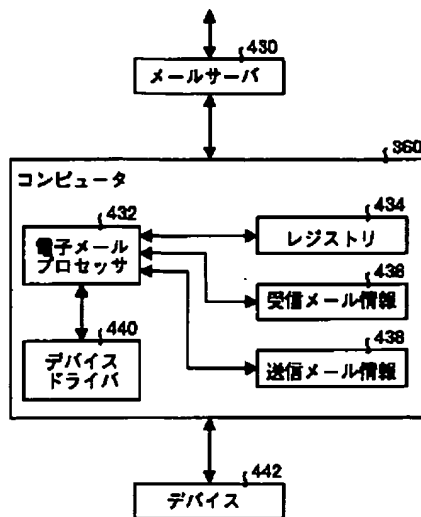 430
メールサーバ
360
コンピュータ
432
電子メール
プロセッサ
434
レジストリ
436
受信メール情報
438
送信メール情報
440
デバイス
ドライバ
442
デバイス